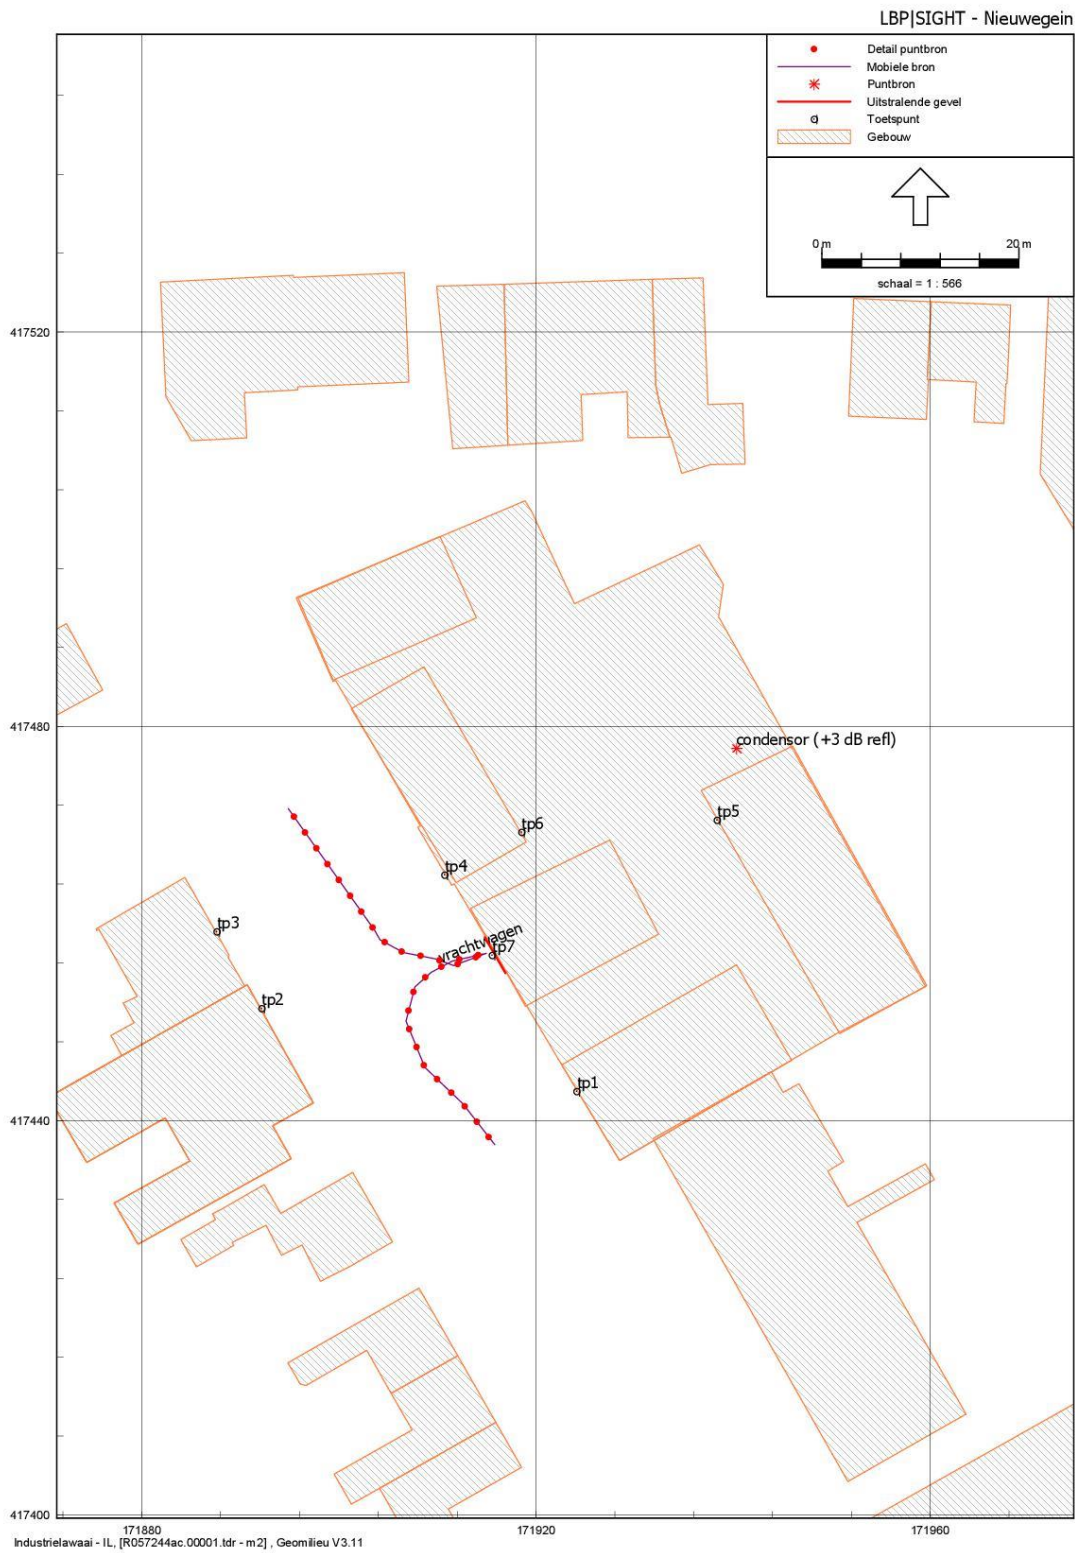 LBP|SIGHT - Nieuwegein
Detail puntbron
Mobiele bron
Puntbron
Uitstralende gevel
Toetspunt
Gebouw
0 m 20 m
schaal = 1 : 566
417520
417480
condensor (+3 dB refl)
tp5
tp6
tp4
tp3
vrachtwagen
tp7
tp2
tp1
417440
417400
171880 171920 171960
Industrielawaai - IL, [R057244ac.00001.tdr - m2] , Geomilieu V3.11